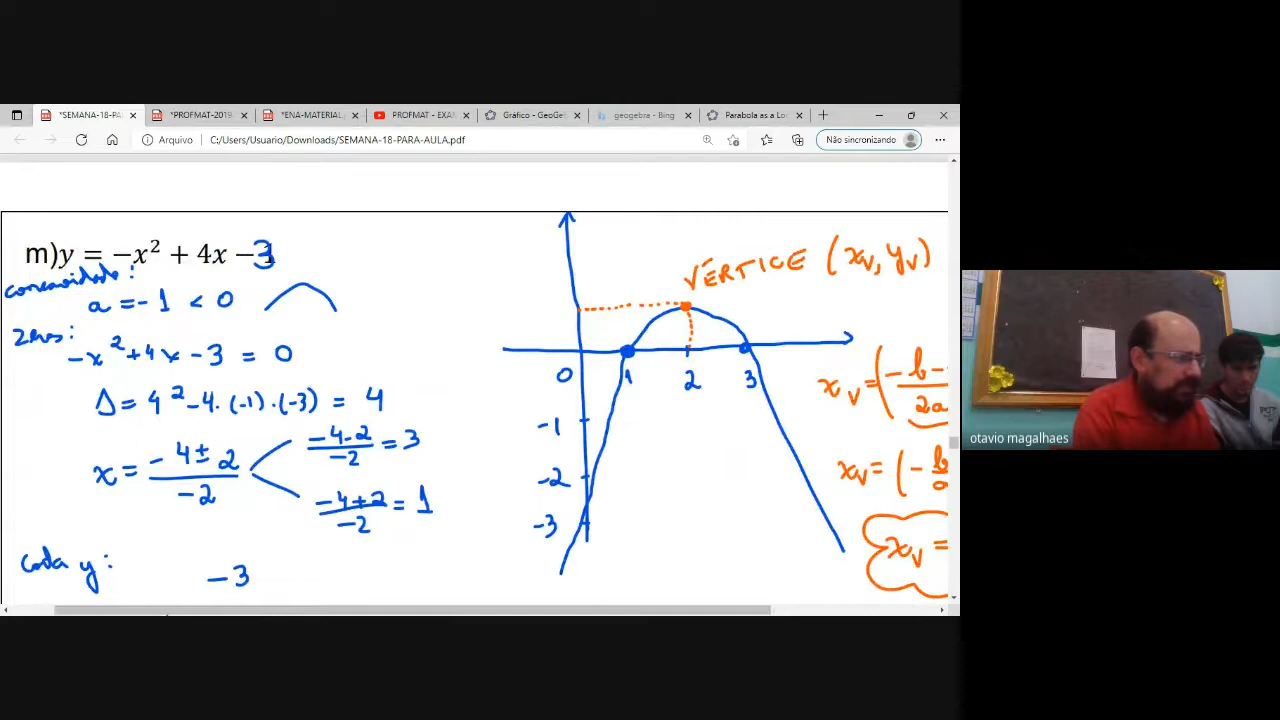 *SEMANA-18-PA
*PROFMAT-2019.
*ENA-MATERIAL.
PROFMAT - EXA
Gráfico - GeoGe
geogebra - Bing
Parabola as a Lo
Arquivo
C:/Users/Usuario/Downloads/SEMANA-18-PARA-AULA.pdf
Não sincronizando
m)y = −x² + 4x − 3
concavidade:
a = -1 < 0
zeros:
-x² + 4x - 3 = 0
Δ = 4² - 4 · (-1) · (-3) = 4
x = (-4 ± 2)/-2
(-4-2)/-2 = 3
(-4+2)/-2 = 1
corta y:
-3
VÉRTICE (xv, yv)
0 1 2 3
-1
-2
-3
xv = (-b-
2a
xv = (-b
xv =
otavio magalhaes